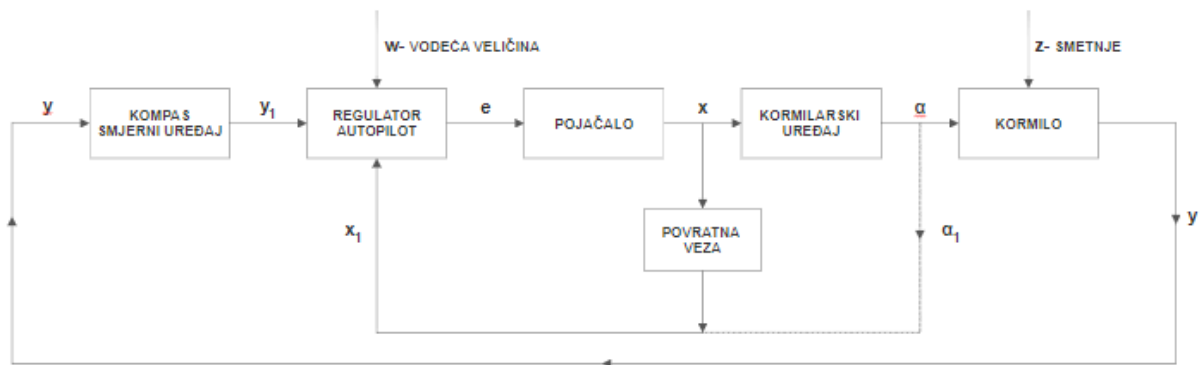 w- VODEĆA VELIČINA
z- SMETNJE
y
KOMPAS
SMJERNI UREĐAJ
y₁
REGULATOR
AUTOPILOT
e
POJAČALO
x
KORMILARSKI
UREĐAJ
α
KORMILO
x₁
POVRATNA
VEZA
α₁
y